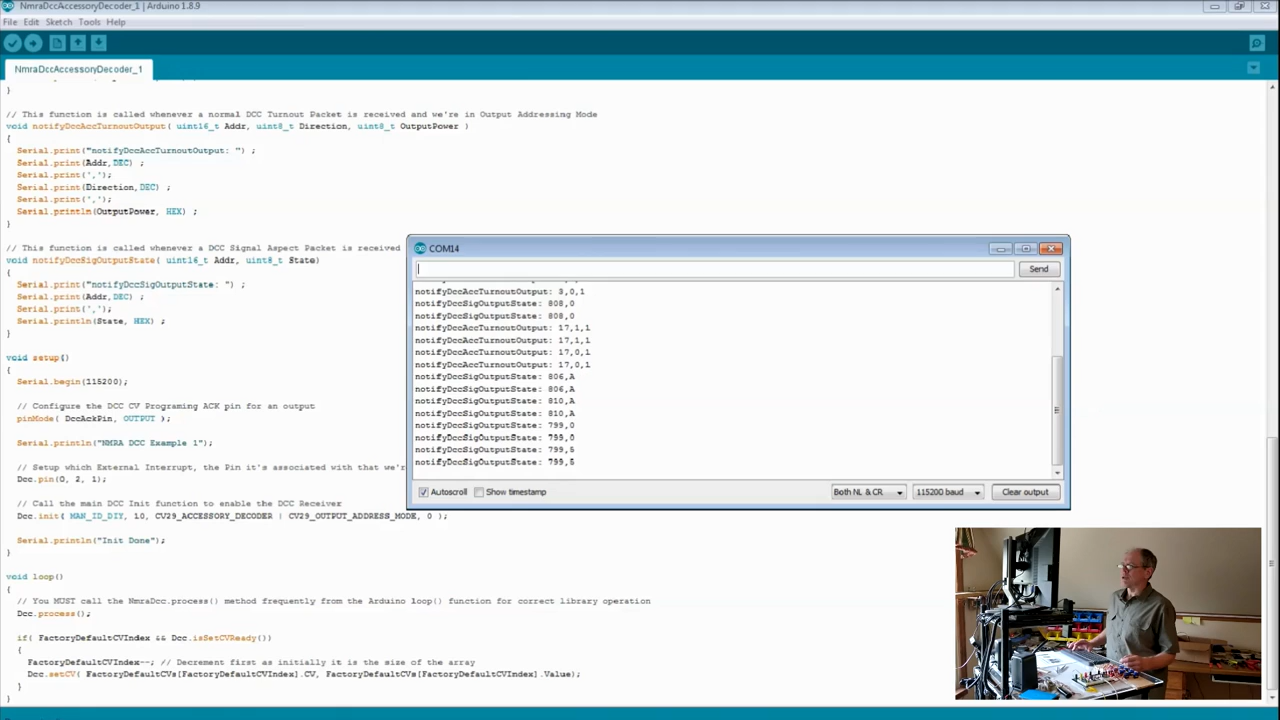 NmraDccAccessoryDecoder_1 | Arduino 1.8.9
File Edit Sketch Tools Help
NmraDccAccessoryDecoder_1
}
// This function is called whenever a normal DCC Turnout Packet is received and we're in Output Addressing Mode
void notifyDccAccTurnoutOutput( uint16_t Addr, uint8_t Direction, uint8_t OutputPower )
{
Serial.print("notifyDccAccTurnoutOutput: ") ;
Serial.print(Addr,DEC) ;
Serial.print(',');
Serial.print(Direction,DEC) ;
Serial.print(',');
Serial.println(OutputPower, HEX) ;
}
// This function is called whenever a DCC Signal Aspect Packet is received
void notifyDccSigOutputState( uint16_t Addr, uint8_t State)
{
Serial.print("notifyDccSigOutputState: ") ;
Serial.print(Addr,DEC) ;
Serial.print(',');
Serial.println(State, HEX) ;
}
void setup()
{
Serial.begin(115200);
// Configure the DCC CV Programing ACK pin for an output
pinMode( DccAckPin, OUTPUT );
Serial.println("NMRA DCC Example 1");
// Setup which External Interrupt, the Pin it's associated with that we'r
Dcc.pin(0, 2, 1);
// Call the main DCC Init function to enable the DCC Receiver
Dcc.init( MAN_ID_DIY, 10, CV29_ACCESSORY_DECODER | CV29_OUTPUT_ADDRESS_MODE, 0 );
Serial.println("Init Done");
}
void loop()
{
// You MUST call the NmraDcc.process() method frequently from the Arduino loop() function for correct library operation
Dcc.process();
if( FactoryDefaultCVIndex && Dcc.isSetCVReady())
{
FactoryDefaultCVIndex--; // Decrement first as initially it is the size of the array
Dcc.setCV( FactoryDefaultCVs[FactoryDefaultCVIndex].CV, FactoryDefaultCVs[FactoryDefaultCVIndex].Value);
}
}
COM14
Send
notifyDccAccTurnoutOutput: 3,0,1
notifyDccSigOutputState: 808,0
notifyDccSigOutputState: 808,0
notifyDccAccTurnoutOutput: 17,1,1
notifyDccAccTurnoutOutput: 17,1,1
notifyDccAccTurnoutOutput: 17,0,1
notifyDccAccTurnoutOutput: 17,0,1
notifyDccSigOutputState: 806,A
notifyDccSigOutputState: 806,A
notifyDccSigOutputState: 810,A
notifyDccSigOutputState: 810,A
notifyDccSigOutputState: 799,0
notifyDccSigOutputState: 799,0
notifyDccSigOutputState: 799,5
notifyDccSigOutputState: 799,5
Autoscroll Show timestamp Both NL & CR 115200 baud Clear output